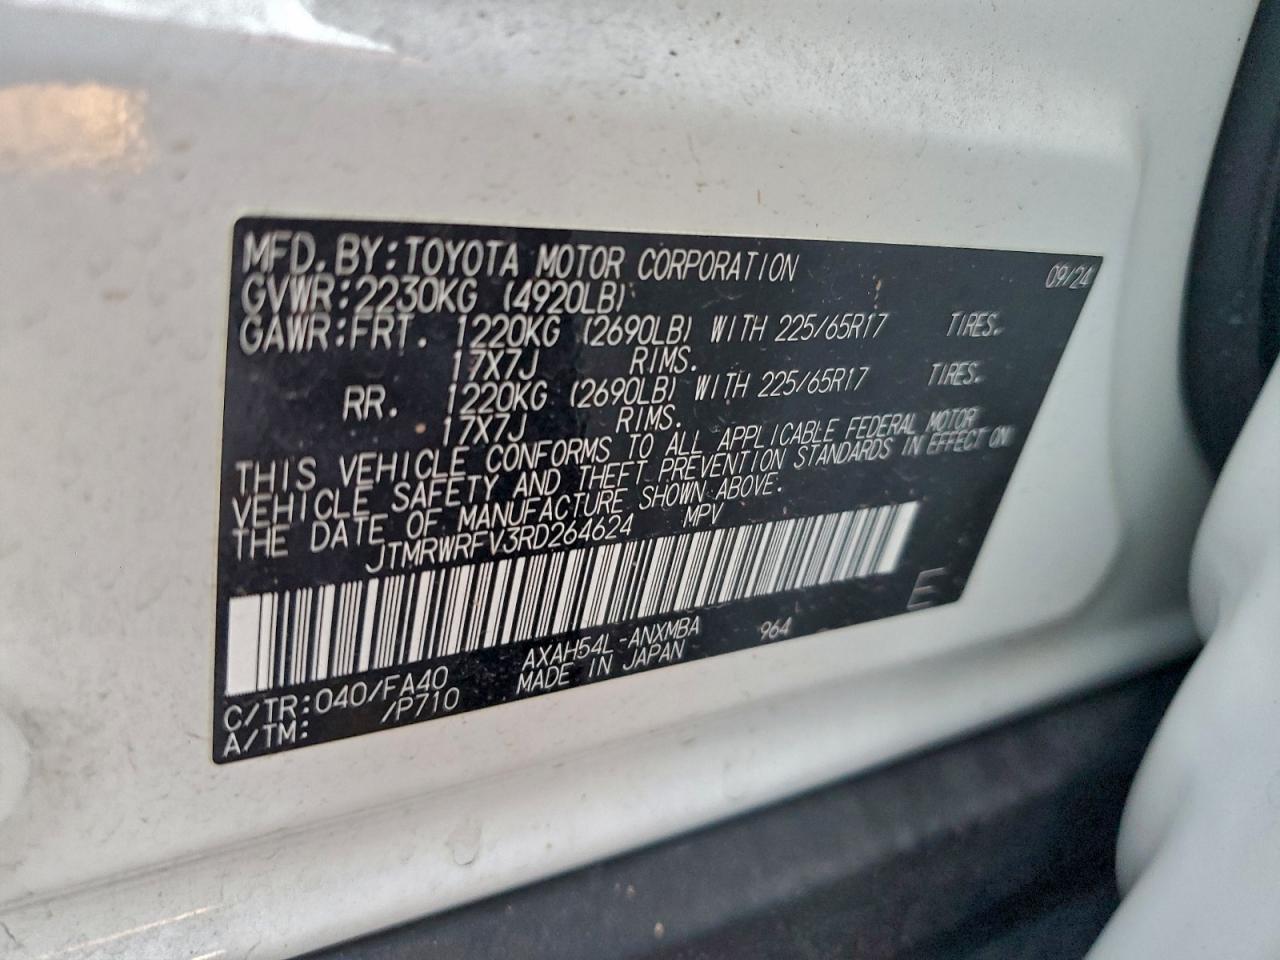 MFD. BY: TOYOTA MOTOR CORPORATION 09/24
GVWR: 2230KG (4920LB)
GAWR: FRT. 1220KG (2690LB) WITH 225/65R17 TIRES.
17X7J RIMS.
RR. 1220KG (2690LB) WITH 225/65R17 TIRES.
17X7J RIMS.
THIS VEHICLE CONFORMS TO ALL APPLICABLE FEDERAL MOTOR
VEHICLE SAFETY AND THEFT PREVENTION STANDARDS IN EFFECT ON
THE DATE OF MANUFACTURE SHOWN ABOVE.
JTMRWRFV3RD264624 MPV
E
C/TR: 040/FA40 AXAH54L-ANXMBA 964
A/TM: /P710 MADE IN JAPAN